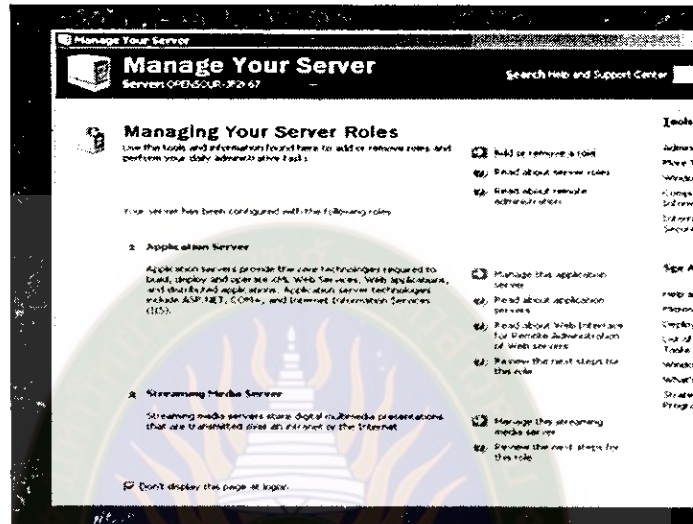 Manage Your Server
Manage Your Server
Server: OPENSOUR-JF2I67
Search Help and Support Center
Managing Your Server Roles
Use the tools and information found here to add or remove roles and
perform your daily administrative tasks.
Your server has been configured with the following roles
Application Server
Application servers provide the core technologies required to
build, deploy and operate XML Web Services, Web applications,
and distributed applications. Application server technologies
include ASP.NET, COM+, and Internet Information Services
(IIS).
Streaming Media Server
Streaming media servers store digital multimedia presentations
that are transmitted over an intranet or the Internet.
Don't display this page at logon
Add or remove a role
Read about server roles
Read about remote
administration
Manage this application
server
Read about application
servers
Read about Web Interface
for Remote Administration
of Web servers
Review the next steps for
this role
Manage this streaming
media server
Review the next steps for
this role
Tools